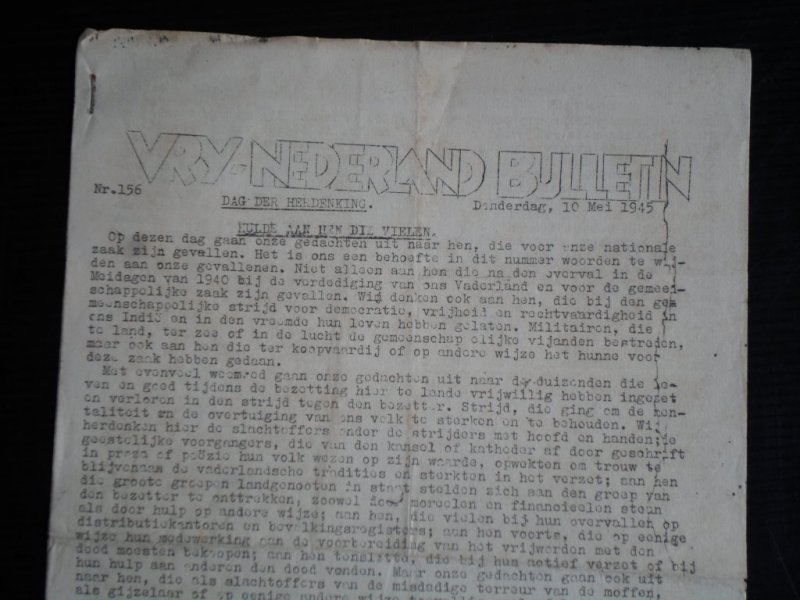 VRY-NEDERLAND BULLETIN
Nr.156
DAG DER HERDENKING.
Donderdag, 10 Mei 1945
HULDE AAN HEN DIE VIELEN.
Op dezen dag gaan onze gedachten uit naar hen, die voor onze nationale
zaak zijn gevallen. Het is ons een behoefte in dit nummer woorden te wij-
den aan onze gevallenen. Niet alleen aan hen die na den overval in de
Meidagen van 1940 bij de verdediging van ons Vaderland en voor de gemeen-
schappelijke zaak zijn gevallen. Wij denken ook aan hen, die bij den gem
meenschappelijke strijd voor democratie, vrijheid en rechtvaardigheid in
ons Indië en in den vreemde hun leven hebben gelaten. Militairen, die
te land, ter zee of in de lucht de gemeenschap elijke vijanden bestreden,
maar ook aan hen die ter koopvaardij of op andere wijze het hunne voor
deze zaak hebben gedaan.
Met evenveel weemoed gaan onze gedachten uit naar de duizenden die le-
ven en goed tijdens de bezetting hier te lande vrijwillig hebben ingezet
en verloren in den strijd tegen den bezetter. Strijd, die ging om de men-
taliteit en de overtuiging van ons volk te sterken en te behouden. Wij
herdenken hier de slachtoffers onder de strijders met hoofd en handen; de
geestelijke voorgangers, die van den kansel of katheder af door geschrift
in proza of poëzie hun volk wezen op zijn waarde, opwekten om trouw te
blijven aan de vaderlandsche tradities en sterkten in het verzet; aan hen
die groote groepen landgenooten in staat stelden zich aan den greep van
den bezetter te onttrekken, zoowel door moreelen en financieelen steun
als door hulp op andere wijze; aan hen, die vielen bij hun overvallen op
distributiekantoren en bevolkingsregisters; aan hen voorts, die op eenige
wijze hun medewerking aan de voorbereiding van het vrijworden met den
dood moesten bekoopen; aan hen tenslotte, die bij hun actief verzet of bij
hun hulp aan anderen den dood vonden. Maar onze gedachten gaan ook uit
naar hen, die als slachtoffers van de misdadige terreur van de moffen,
als gijzelaar of op eenige andere wijze